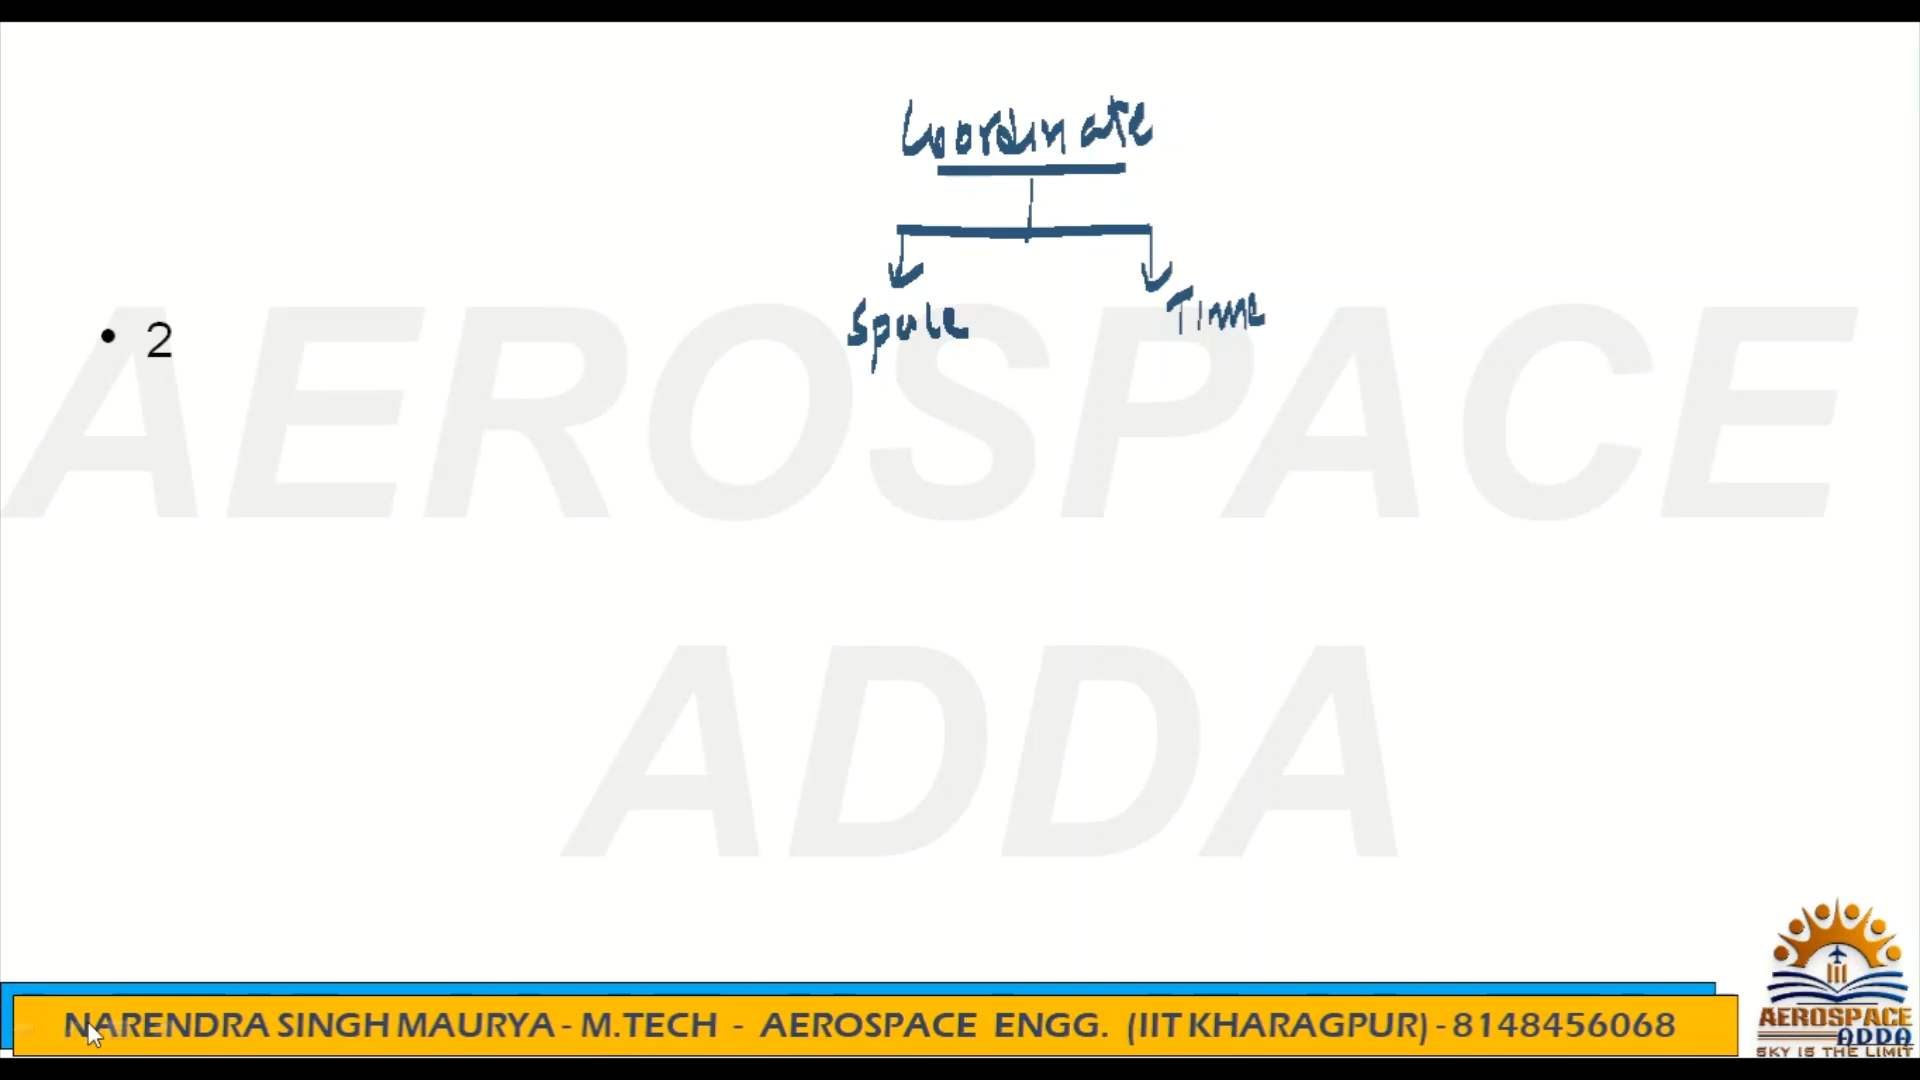 Coordinate
Space
Time
• 2
AEROSPACE
ADDA
NARENDRA SINGH MAURYA - M.TECH - AEROSPACE ENGG. (IIT KHARAGPUR) - 8148456068
AEROSPACE
ADDA
SKY IS THE LIMIT